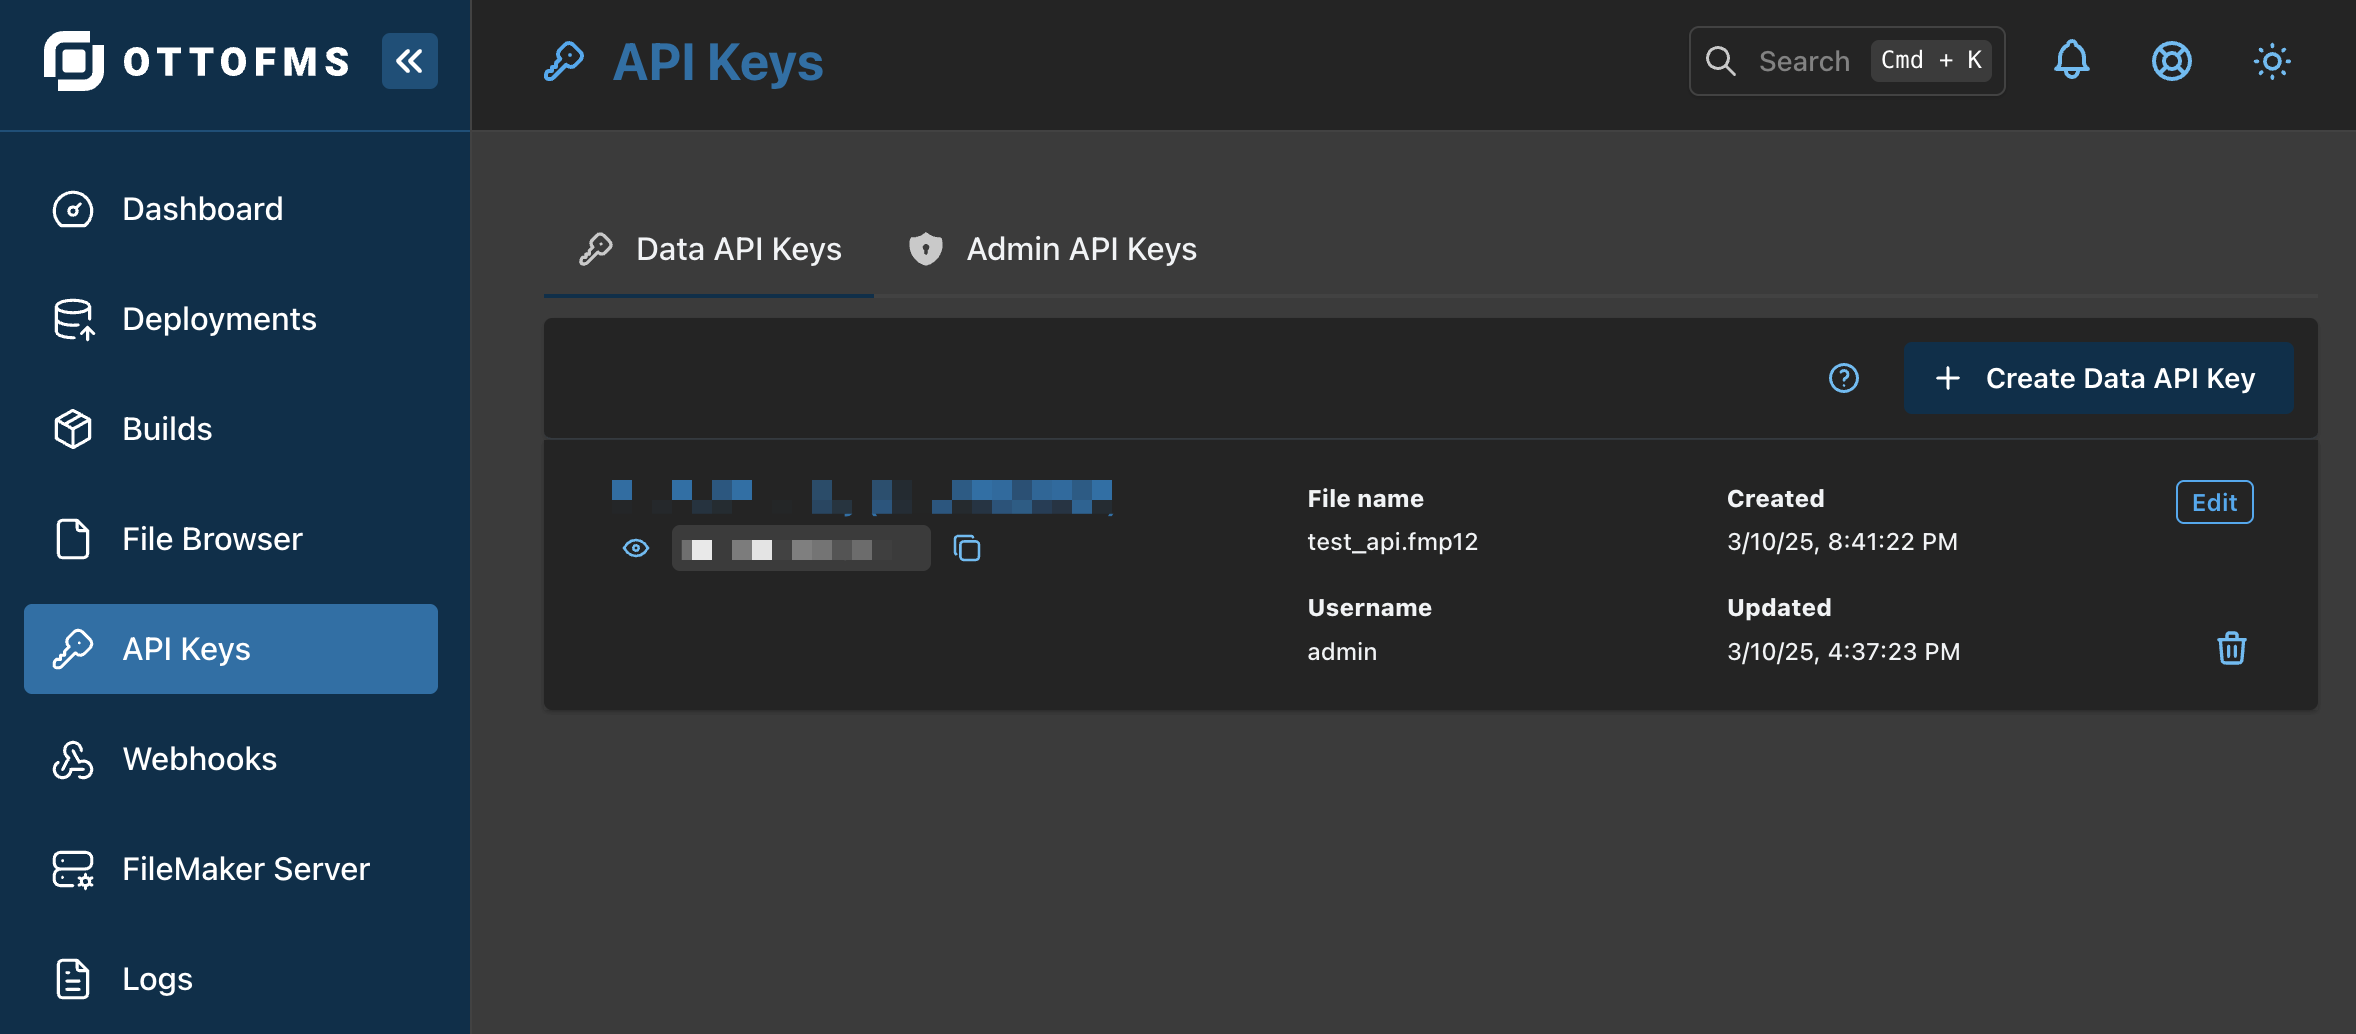 OTTOFMS
API Keys
Search Cmd + K
Dashboard
Deployments
Builds
File Browser
API Keys
Webhooks
FileMaker Server
Logs
Data API Keys
Admin API Keys
Create Data API Key
File name
test_api.fmp12
Created
3/10/25, 8:41:22 PM
Edit
Username
admin
Updated
3/10/25, 4:37:23 PM